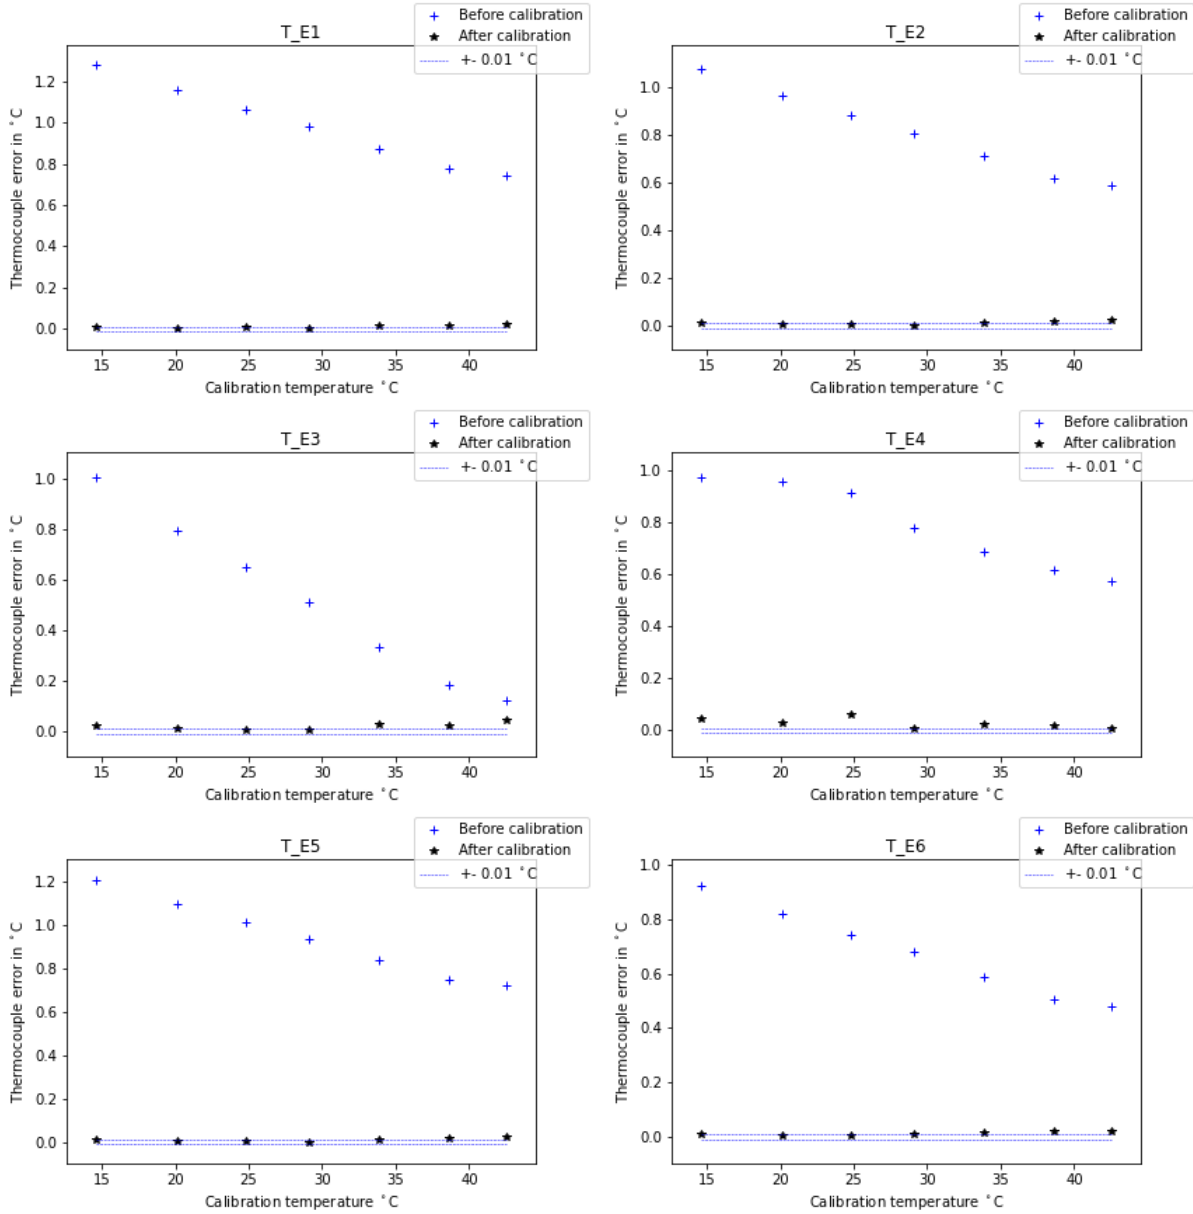 T_E1
Before calibration
After calibration
+- 0.01 °C
Thermocouple error in °C
1.2
1.0
0.8
0.6
0.4
0.2
0.0
15 20 25 30 35 40
Calibration temperature °C
T_E2
Before calibration
After calibration
+- 0.01 °C
Thermocouple error in °C
1.0
0.8
0.6
0.4
0.2
0.0
15 20 25 30 35 40
Calibration temperature °C
T_E3
Before calibration
After calibration
+- 0.01 °C
Thermocouple error in °C
1.0
0.8
0.6
0.4
0.2
0.0
15 20 25 30 35 40
Calibration temperature °C
T_E4
Before calibration
After calibration
+- 0.01 °C
Thermocouple error in °C
1.0
0.8
0.6
0.4
0.2
0.0
15 20 25 30 35 40
Calibration temperature °C
T_E5
Before calibration
After calibration
+- 0.01 °C
Thermocouple error in °C
1.2
1.0
0.8
0.6
0.4
0.2
0.0
15 20 25 30 35 40
Calibration temperature °C
T_E6
Before calibration
After calibration
+- 0.01 °C
Thermocouple error in °C
1.0
0.8
0.6
0.4
0.2
0.0
15 20 25 30 35 40
Calibration temperature °C